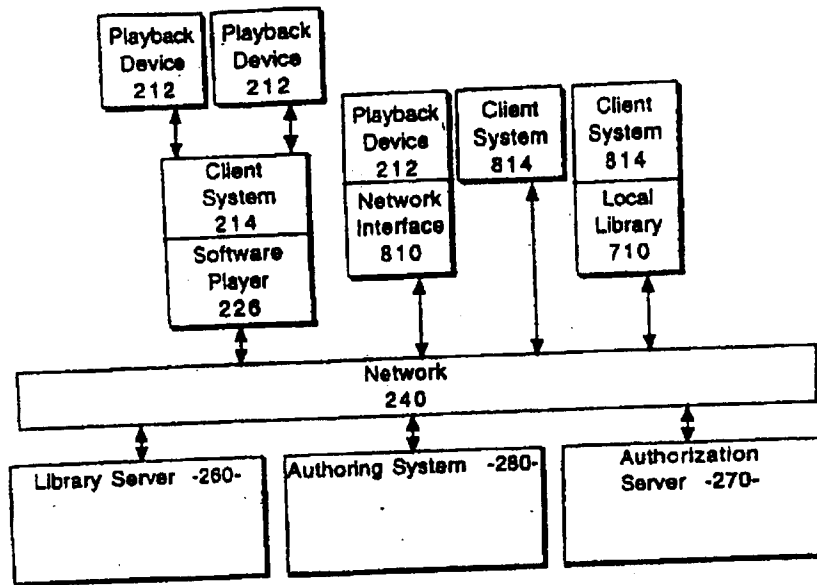 Playback
Device
212
Playback
Device
212
Client
System
214
Software
Player
226
Playback
Device
212
Network
Interface
810
Client
System
814
Client
System
814
Local
Library
710
Network
240
Library Server -260-
Authoring System -280-
Authorization
Server -270-